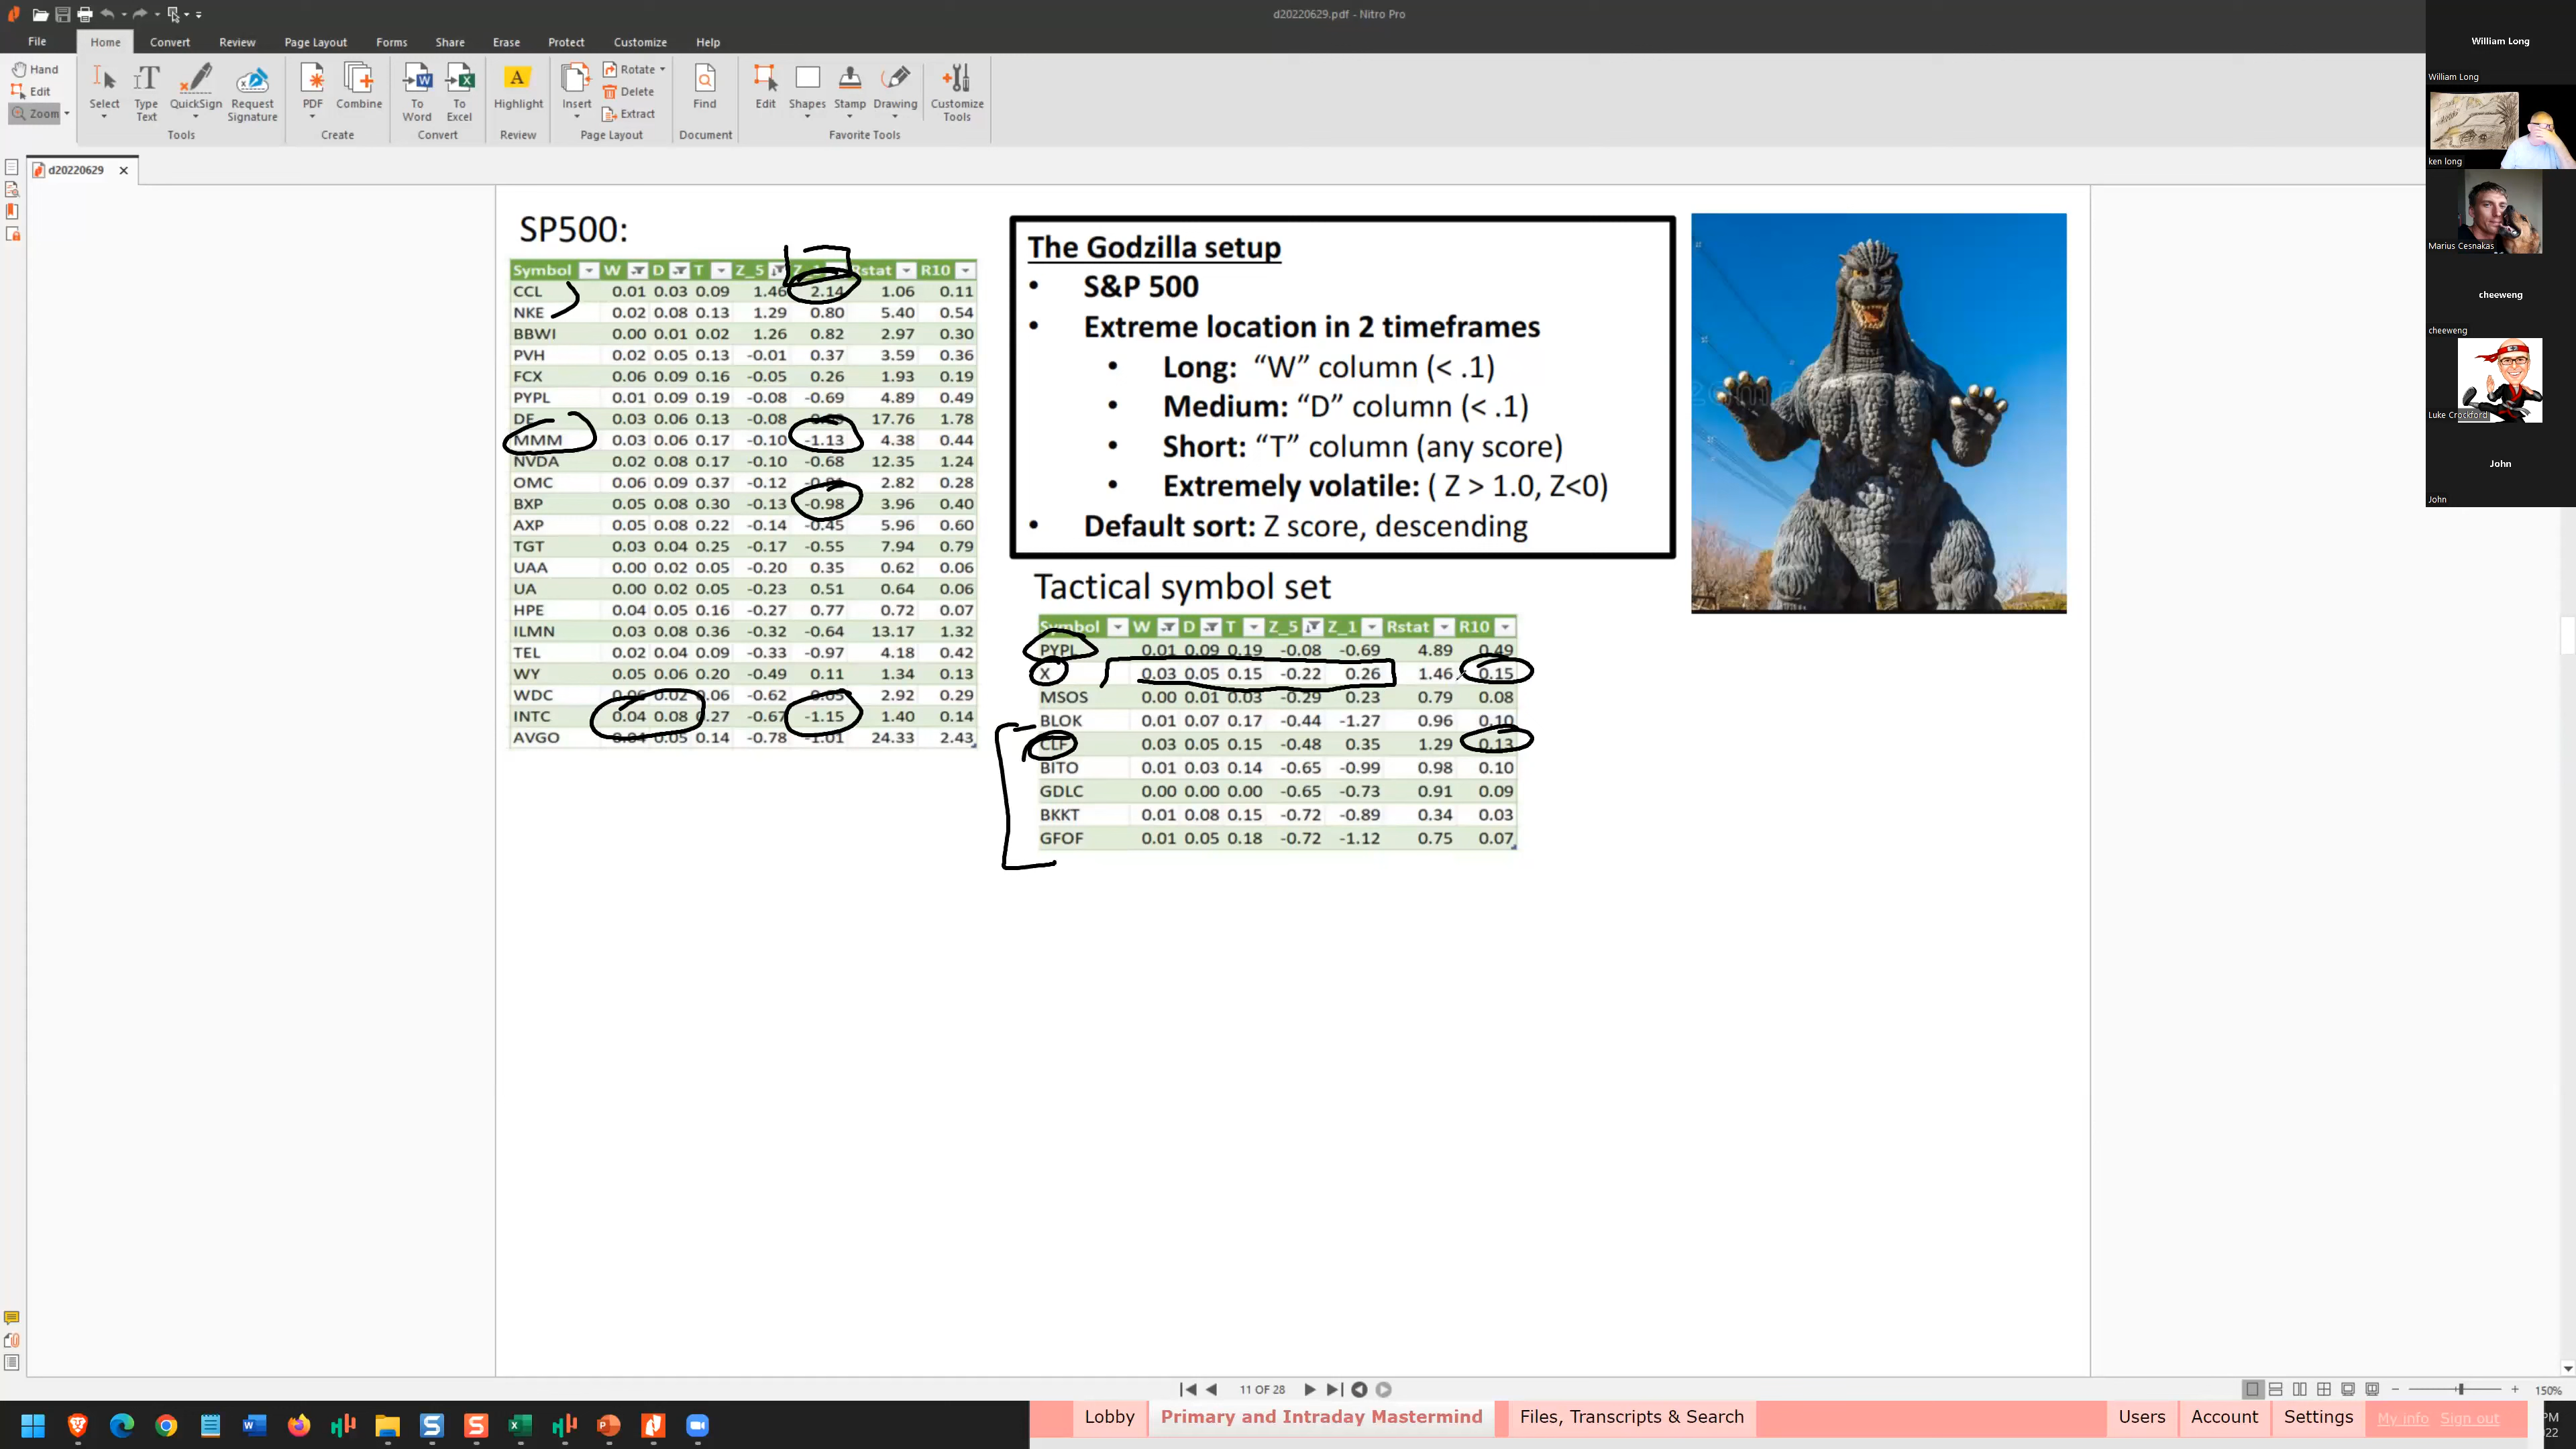 d20220629.pdf - Nitro Pro
File Home Convert Review Page Layout Forms Share Erase Protect Customize Help
Hand
Edit
Zoom
Select
Type Text
QuickSign
Request Signature
Tools
PDF
Combine
Create
To Word
To Excel
Convert
Highlight
Review
Insert
Rotate
Delete
Extract
Page Layout
Find
Document
Edit
Shapes
Stamp
Drawing
Favorite Tools
Customize Tools
d20220629
SP500:
Symbol W D T Z_5 Rstat R10
CCL 0.01 0.03 0.09 1.46 2.14 1.06 0.11
NKE 0.02 0.08 0.13 1.29 0.80 5.40 0.54
BBWI 0.00 0.01 0.02 1.26 0.82 2.97 0.30
PVH 0.02 0.05 0.13 -0.01 0.37 3.59 0.36
FCX 0.06 0.09 0.16 -0.05 0.26 1.93 0.19
PYPL 0.01 0.09 0.19 -0.08 -0.69 4.89 0.49
DE 0.03 0.06 0.13 -0.08 17.76 1.78
MMM 0.03 0.06 0.17 -0.10 -1.13 4.38 0.44
NVDA 0.02 0.08 0.17 -0.10 -0.68 12.35 1.24
OMC 0.06 0.09 0.37 -0.12 2.82 0.28
BXP 0.05 0.08 0.30 -0.13 -0.98 3.96 0.40
AXP 0.05 0.08 0.22 -0.14 -0.45 5.96 0.60
TGT 0.03 0.04 0.25 -0.17 -0.55 7.94 0.79
UAA 0.00 0.02 0.05 -0.20 0.35 0.62 0.06
UA 0.00 0.02 0.05 -0.23 0.51 0.64 0.06
HPE 0.04 0.05 0.16 -0.27 0.77 0.72 0.07
ILMN 0.03 0.08 0.36 -0.32 -0.64 13.17 1.32
TEL 0.02 0.04 0.09 -0.33 -0.97 4.18 0.42
WY 0.05 0.06 0.20 -0.49 0.11 1.34 0.13
WDC 0.06 0.02 0.06 -0.62 0.05 2.92 0.29
INTC 0.04 0.08 0.27 -0.67 -1.15 1.40 0.14
AVGO 0.04 0.05 0.14 -0.78 -1.01 24.33 2.43
The Godzilla setup
• S&P 500
• Extreme location in 2 timeframes
• Long: “W” column (< .1)
• Medium: “D” column (< .1)
• Short: “T” column (any score)
• Extremely volatile: ( Z > 1.0, Z<0)
• Default sort: Z score, descending
Tactical symbol set
Symbol W D T Z_5 Z_1 Rstat R10
PYPL 0.01 0.09 0.19 -0.08 -0.69 4.89 0.49
X 0.03 0.05 0.15 -0.22 0.26 1.46 0.15
MSOS 0.00 0.01 0.03 -0.29 0.23 0.79 0.08
BLOK 0.01 0.07 0.17 -0.44 -1.27 0.96 0.10
CLF 0.03 0.05 0.15 -0.48 0.35 1.29 0.13
BITO 0.01 0.03 0.14 -0.65 -0.99 0.98 0.10
GDLC 0.00 0.00 0.00 -0.65 -0.73 0.91 0.09
BKKT 0.01 0.08 0.15 -0.72 -0.89 0.34 0.03
GFOF 0.01 0.05 0.18 -0.72 -1.12 0.75 0.07
William Long
William Long
ken long
Marius Cesnakas
cheeweng
cheeweng
Luke Crockford
John
John
11 OF 28
150%
Lobby Primary and Intraday Mastermind Files, Transcripts & Search Users Account Settings My info Sign out
PM
22